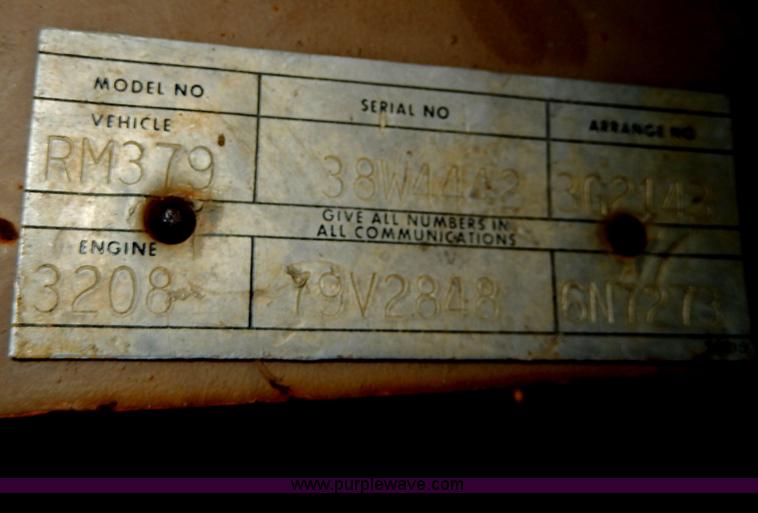 MODEL NO SERIAL NO ARRANGE NO
VEHICLE
RM379 38W4442 3G2143
GIVE ALL NUMBERS IN
ALL COMMUNICATIONS
ENGINE
3208 79V2848 6N7273
www.purplewave.com